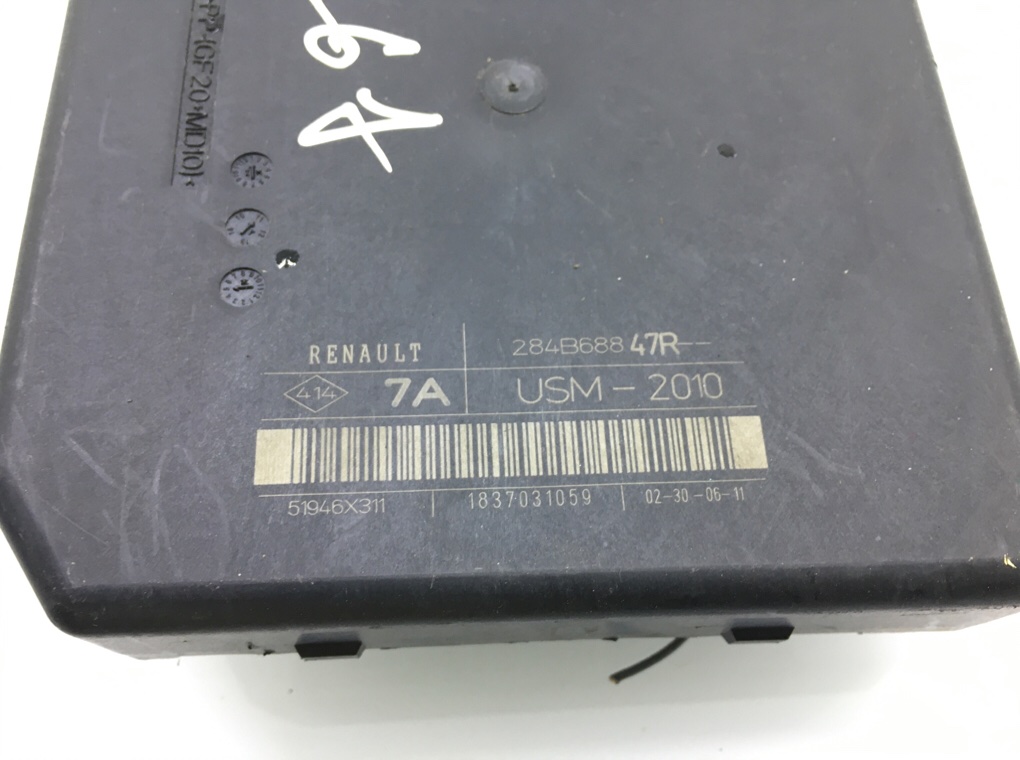 PP-(GF20+MD10)<
RENAULT 284B688 47R--
414 7A USM - 2010
51946X311 1837031059 02-30-06-11